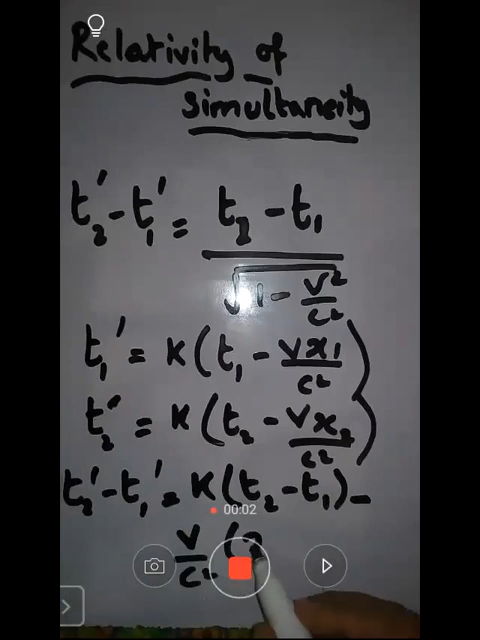 Relativity of
Simultaneity
t₂' - t₁' = t₂ - t₁ / √1 - v²/c²
t₁' = K(t₁ - vx₁/c²)
t₂' = K(t₂ - vx₂/c²)
t₂' - t₁' = K(t₂ - t₁) -
00:02
v/c² (